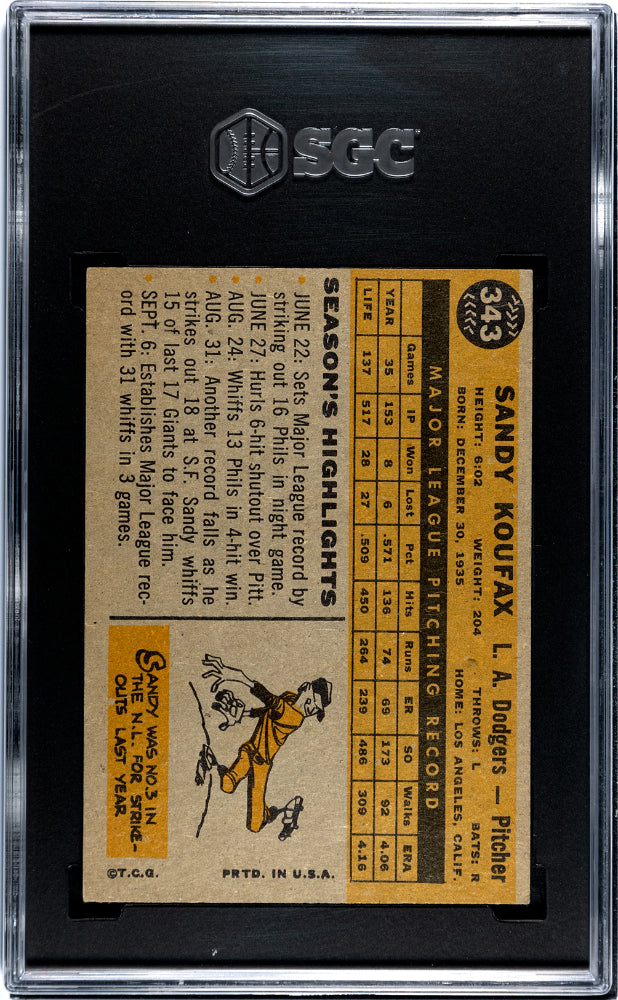 SGC
343
SANDY KOUFAX L. A. Dodgers — Pitcher
HEIGHT: 6:02 WEIGHT: 204 THROWS: L BATS: R
BORN: DECEMBER 30, 1935 HOME: LOS ANGELES, CALIF.
MAJOR LEAGUE PITCHING RECORD
Games IP Won Lost Pct Hits Runs ER SO Walks ERA
YEAR 35 153 8 6 .571 136 74 69 173 92 4.06
LIFE 137 517 28 27 .509 450 264 239 486 309 4.16
SEASON'S HIGHLIGHTS
• JUNE 22: Sets Major League record by
striking out 16 Phils in night game.
• JUNE 27: Hurls 6-hit shutout over Pitt.
• AUG. 24: Whiffs 13 Phils in 4-hit win.
• AUG. 31: Another record falls as he
strikes out 18 at S.F. Sandy whiffs
15 of last 17 Giants to face him.
• SEPT. 6: Establishes Major League rec-
ord with 31 whiffs in 3 games.
SANDY WAS NO. 3 IN
THE N.L. FOR STRIKE-
OUTS LAST YEAR
©T.C.G. PRTD. IN U.S.A.